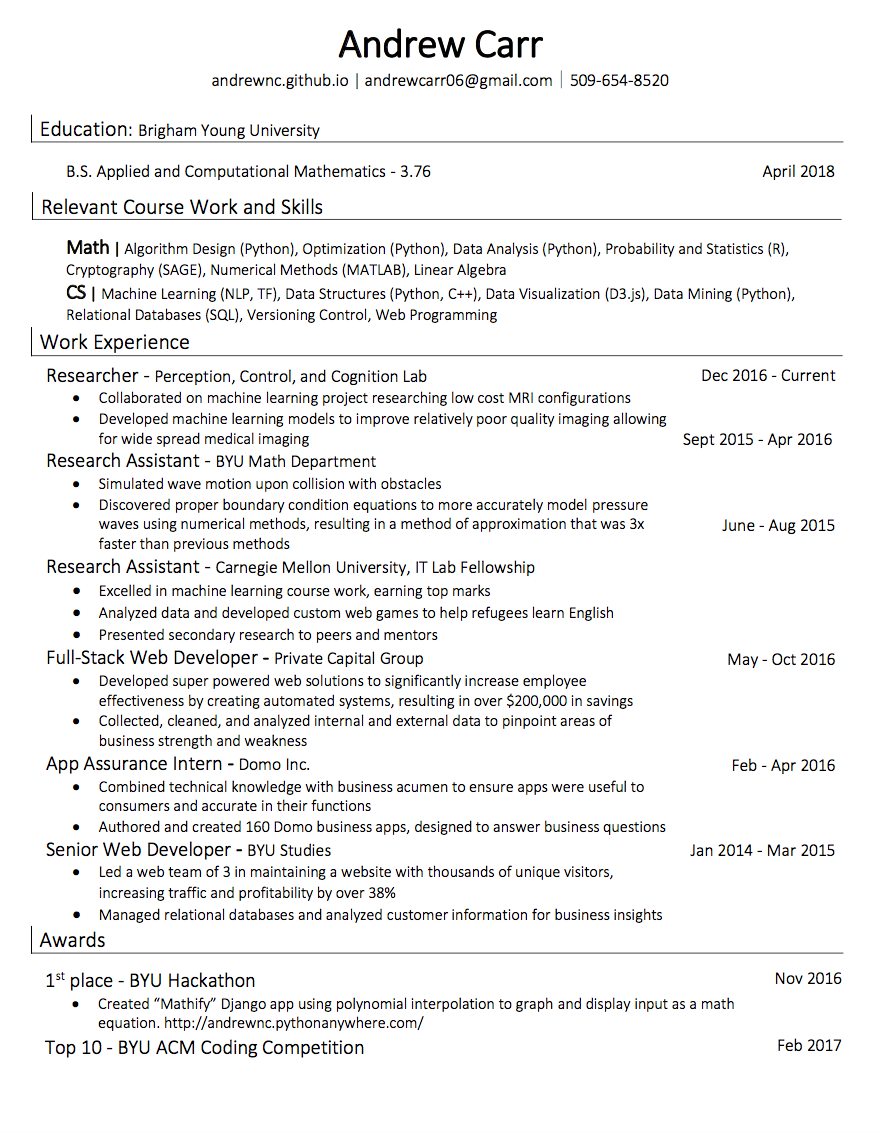 Andrew Carr
andrewnc.github.io | andrewcarr06@gmail.com | 509-654-8520
Education: Brigham Young University
B.S. Applied and Computational Mathematics - 3.76 April 2018
Relevant Course Work and Skills
Math | Algorithm Design (Python), Optimization (Python), Data Analysis (Python), Probability and Statistics (R),
Cryptography (SAGE), Numerical Methods (MATLAB), Linear Algebra
CS | Machine Learning (NLP, TF), Data Structures (Python, C++), Data Visualization (D3.js), Data Mining (Python),
Relational Databases (SQL), Versioning Control, Web Programming
Work Experience
Researcher - Perception, Control, and Cognition Lab Dec 2016 - Current
• Collaborated on machine learning project researching low cost MRI configurations
• Developed machine learning models to improve relatively poor quality imaging allowing
for wide spread medical imaging Sept 2015 - Apr 2016
Research Assistant - BYU Math Department
• Simulated wave motion upon collision with obstacles
• Discovered proper boundary condition equations to more accurately model pressure
waves using numerical methods, resulting in a method of approximation that was 3x June - Aug 2015
faster than previous methods
Research Assistant - Carnegie Mellon University, IT Lab Fellowship
• Excelled in machine learning course work, earning top marks
• Analyzed data and developed custom web games to help refugees learn English
• Presented secondary research to peers and mentors
Full-Stack Web Developer - Private Capital Group May - Oct 2016
• Developed super powered web solutions to significantly increase employee
effectiveness by creating automated systems, resulting in over $200,000 in savings
• Collected, cleaned, and analyzed internal and external data to pinpoint areas of
business strength and weakness
App Assurance Intern - Domo Inc. Feb - Apr 2016
• Combined technical knowledge with business acumen to ensure apps were useful to
consumers and accurate in their functions
• Authored and created 160 Domo business apps, designed to answer business questions
Senior Web Developer - BYU Studies Jan 2014 - Mar 2015
• Led a web team of 3 in maintaining a website with thousands of unique visitors,
increasing traffic and profitability by over 38%
• Managed relational databases and analyzed customer information for business insights
Awards
1st place - BYU Hackathon Nov 2016
• Created “Mathify” Django app using polynomial interpolation to graph and display input as a math
equation. http://andrewnc.pythonanywhere.com/
Top 10 - BYU ACM Coding Competition Feb 2017